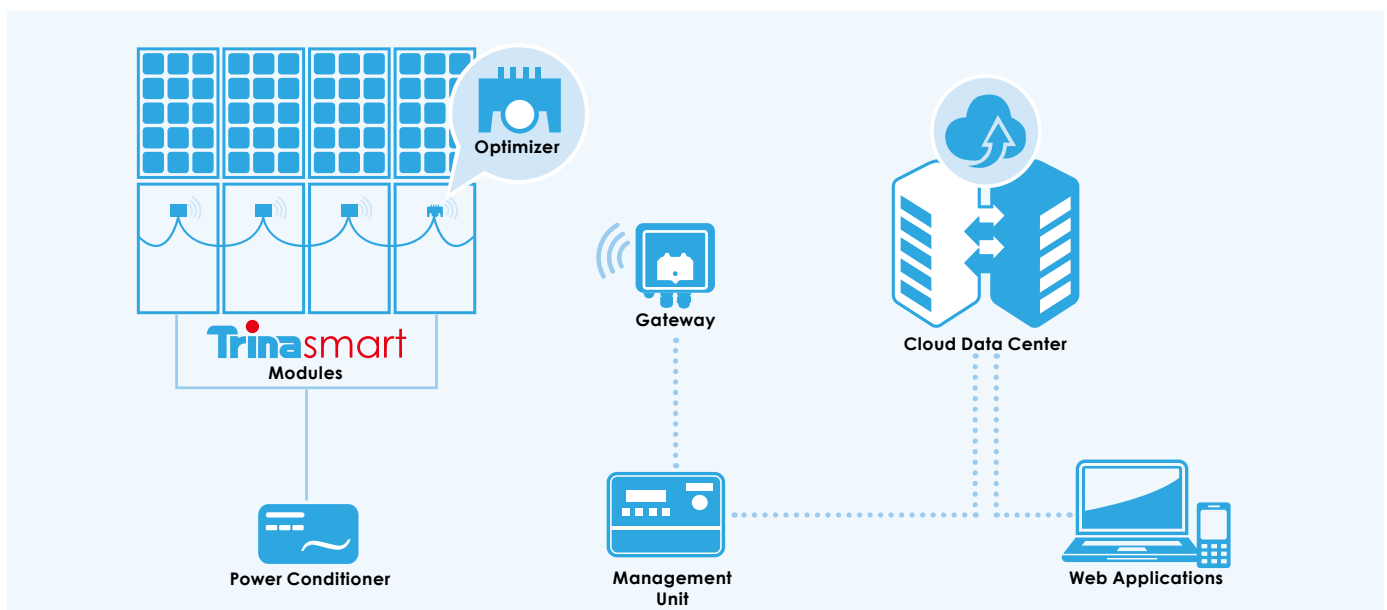 Optimizer
Trinasmart
Modules
Gateway
Cloud Data Center
Power Conditioner
Management
Unit
Web Applications